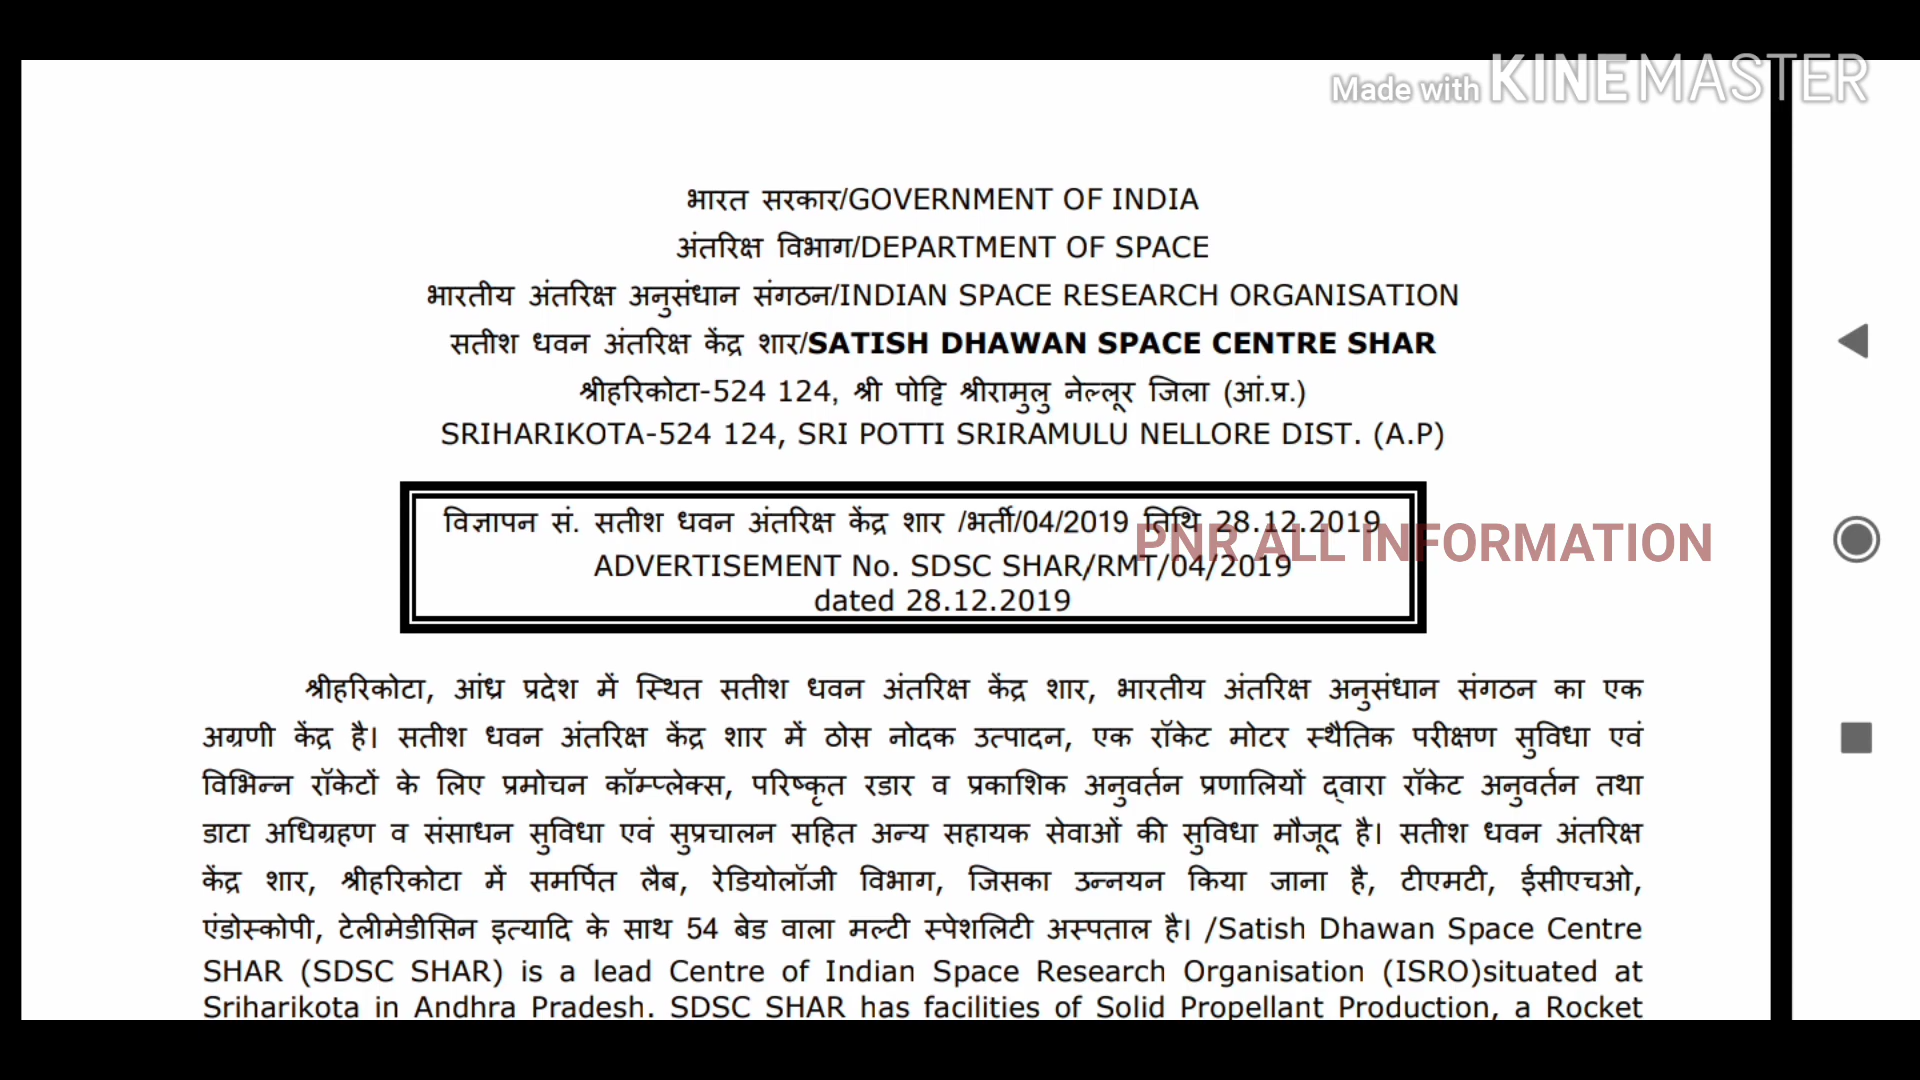 Made with KINEMASTER
भारत सरकार/GOVERNMENT OF INDIA
अंतरिक्ष विभाग/DEPARTMENT OF SPACE
भारतीय अंतरिक्ष अनुसंधान संगठन/INDIAN SPACE RESEARCH ORGANISATION
सतीश धवन अंतरिक्ष केंद्र शार/SATISH DHAWAN SPACE CENTRE SHAR
श्रीहरिकोटा-524 124, श्री पोट्टि श्रीरामुलु नेल्लूर जिला (आं.प्र.)
SRIHARIKOTA-524 124, SRI POTTI SRIRAMULU NELLORE DIST. (A.P)
विज्ञापन सं. सतीश धवन अंतरिक्ष केंद्र शार /भर्ती/04/2019 तिथि 28.12.2019
PNR ALL INFORMATION
ADVERTISEMENT No. SDSC SHAR/RMT/04/2019
dated 28.12.2019
श्रीहरिकोटा, आंध्र प्रदेश में स्थित सतीश धवन अंतरिक्ष केंद्र शार, भारतीय अंतरिक्ष अनुसंधान संगठन का एक
अग्रणी केंद्र है। सतीश धवन अंतरिक्ष केंद्र शार में ठोस नोदक उत्पादन, एक रॉकेट मोटर स्थैतिक परीक्षण सुविधा एवं
विभिन्न रॉकेटों के लिए प्रमोचन कॉम्प्लेक्स, परिष्कृत रडार व प्रकाशिक अनुवर्तन प्रणालियों द्वारा रॉकेट अनुवर्तन तथा
डाटा अधिग्रहण व संसाधन सुविधा एवं सुप्रचालन सहित अन्य सहायक सेवाओं की सुविधा मौजूद है। सतीश धवन अंतरिक्ष
केंद्र शार, श्रीहरिकोटा में समर्पित लैब, रेडियोलॉजी विभाग, जिसका उन्नयन किया जाना है, टीएमटी, ईसीएचओ,
एंडोस्कोपी, टेलीमेडीसिन इत्यादि के साथ 54 बेड वाला मल्टी स्पेशलिटी अस्पताल है। /Satish Dhawan Space Centre
SHAR (SDSC SHAR) is a lead Centre of Indian Space Research Organisation (ISRO)situated at
Sriharikota in Andhra Pradesh. SDSC SHAR has facilities of Solid Propellant Production, a Rocket